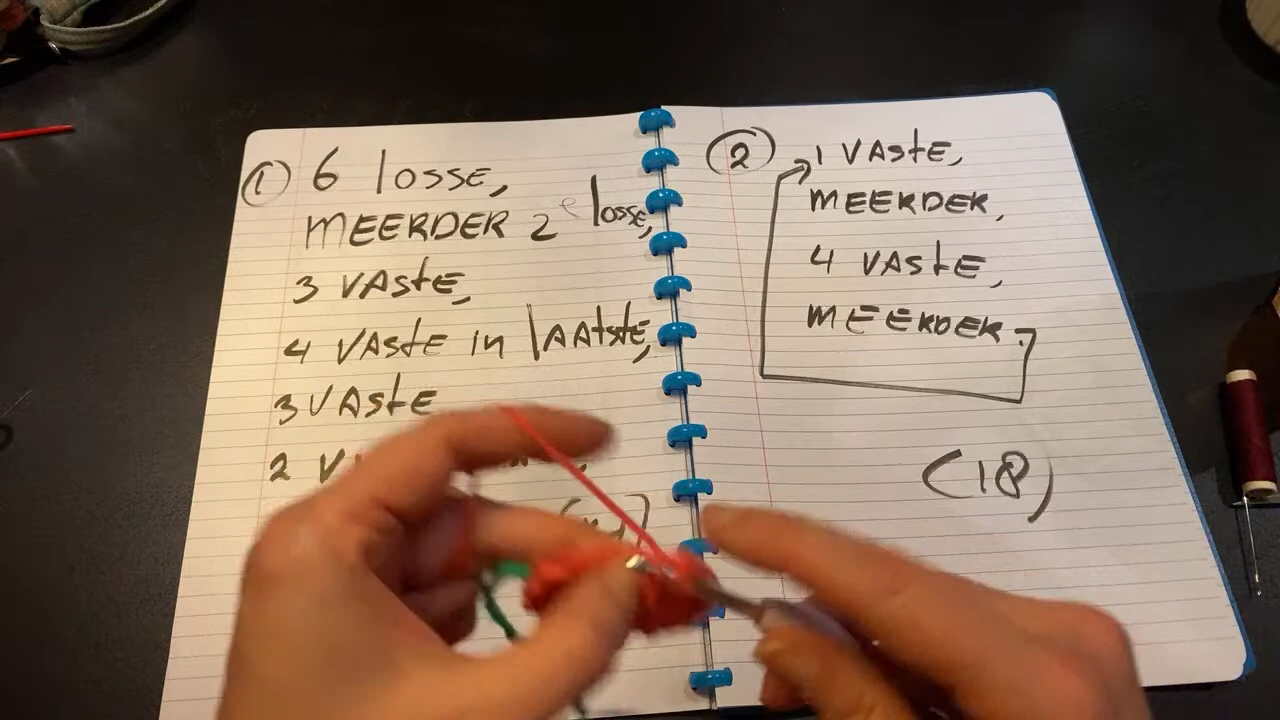 ① 6 losse,
MEERDER 2e losse,
3 VAStE,
4 VAStE in lAAtstE,
3 VAStE
2
② 1 VAStE,
MEERDER,
4 VAStE,
MEERDER.
(18)